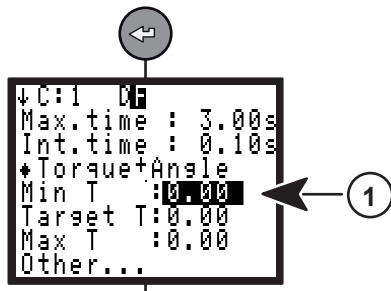 ↓C:1 DF
Max.time : 3.00s
Int.time : 0.10s
♦Torque+Angle
Min T :0.00
Target T:0.00
Max T :0.00
Other...
1